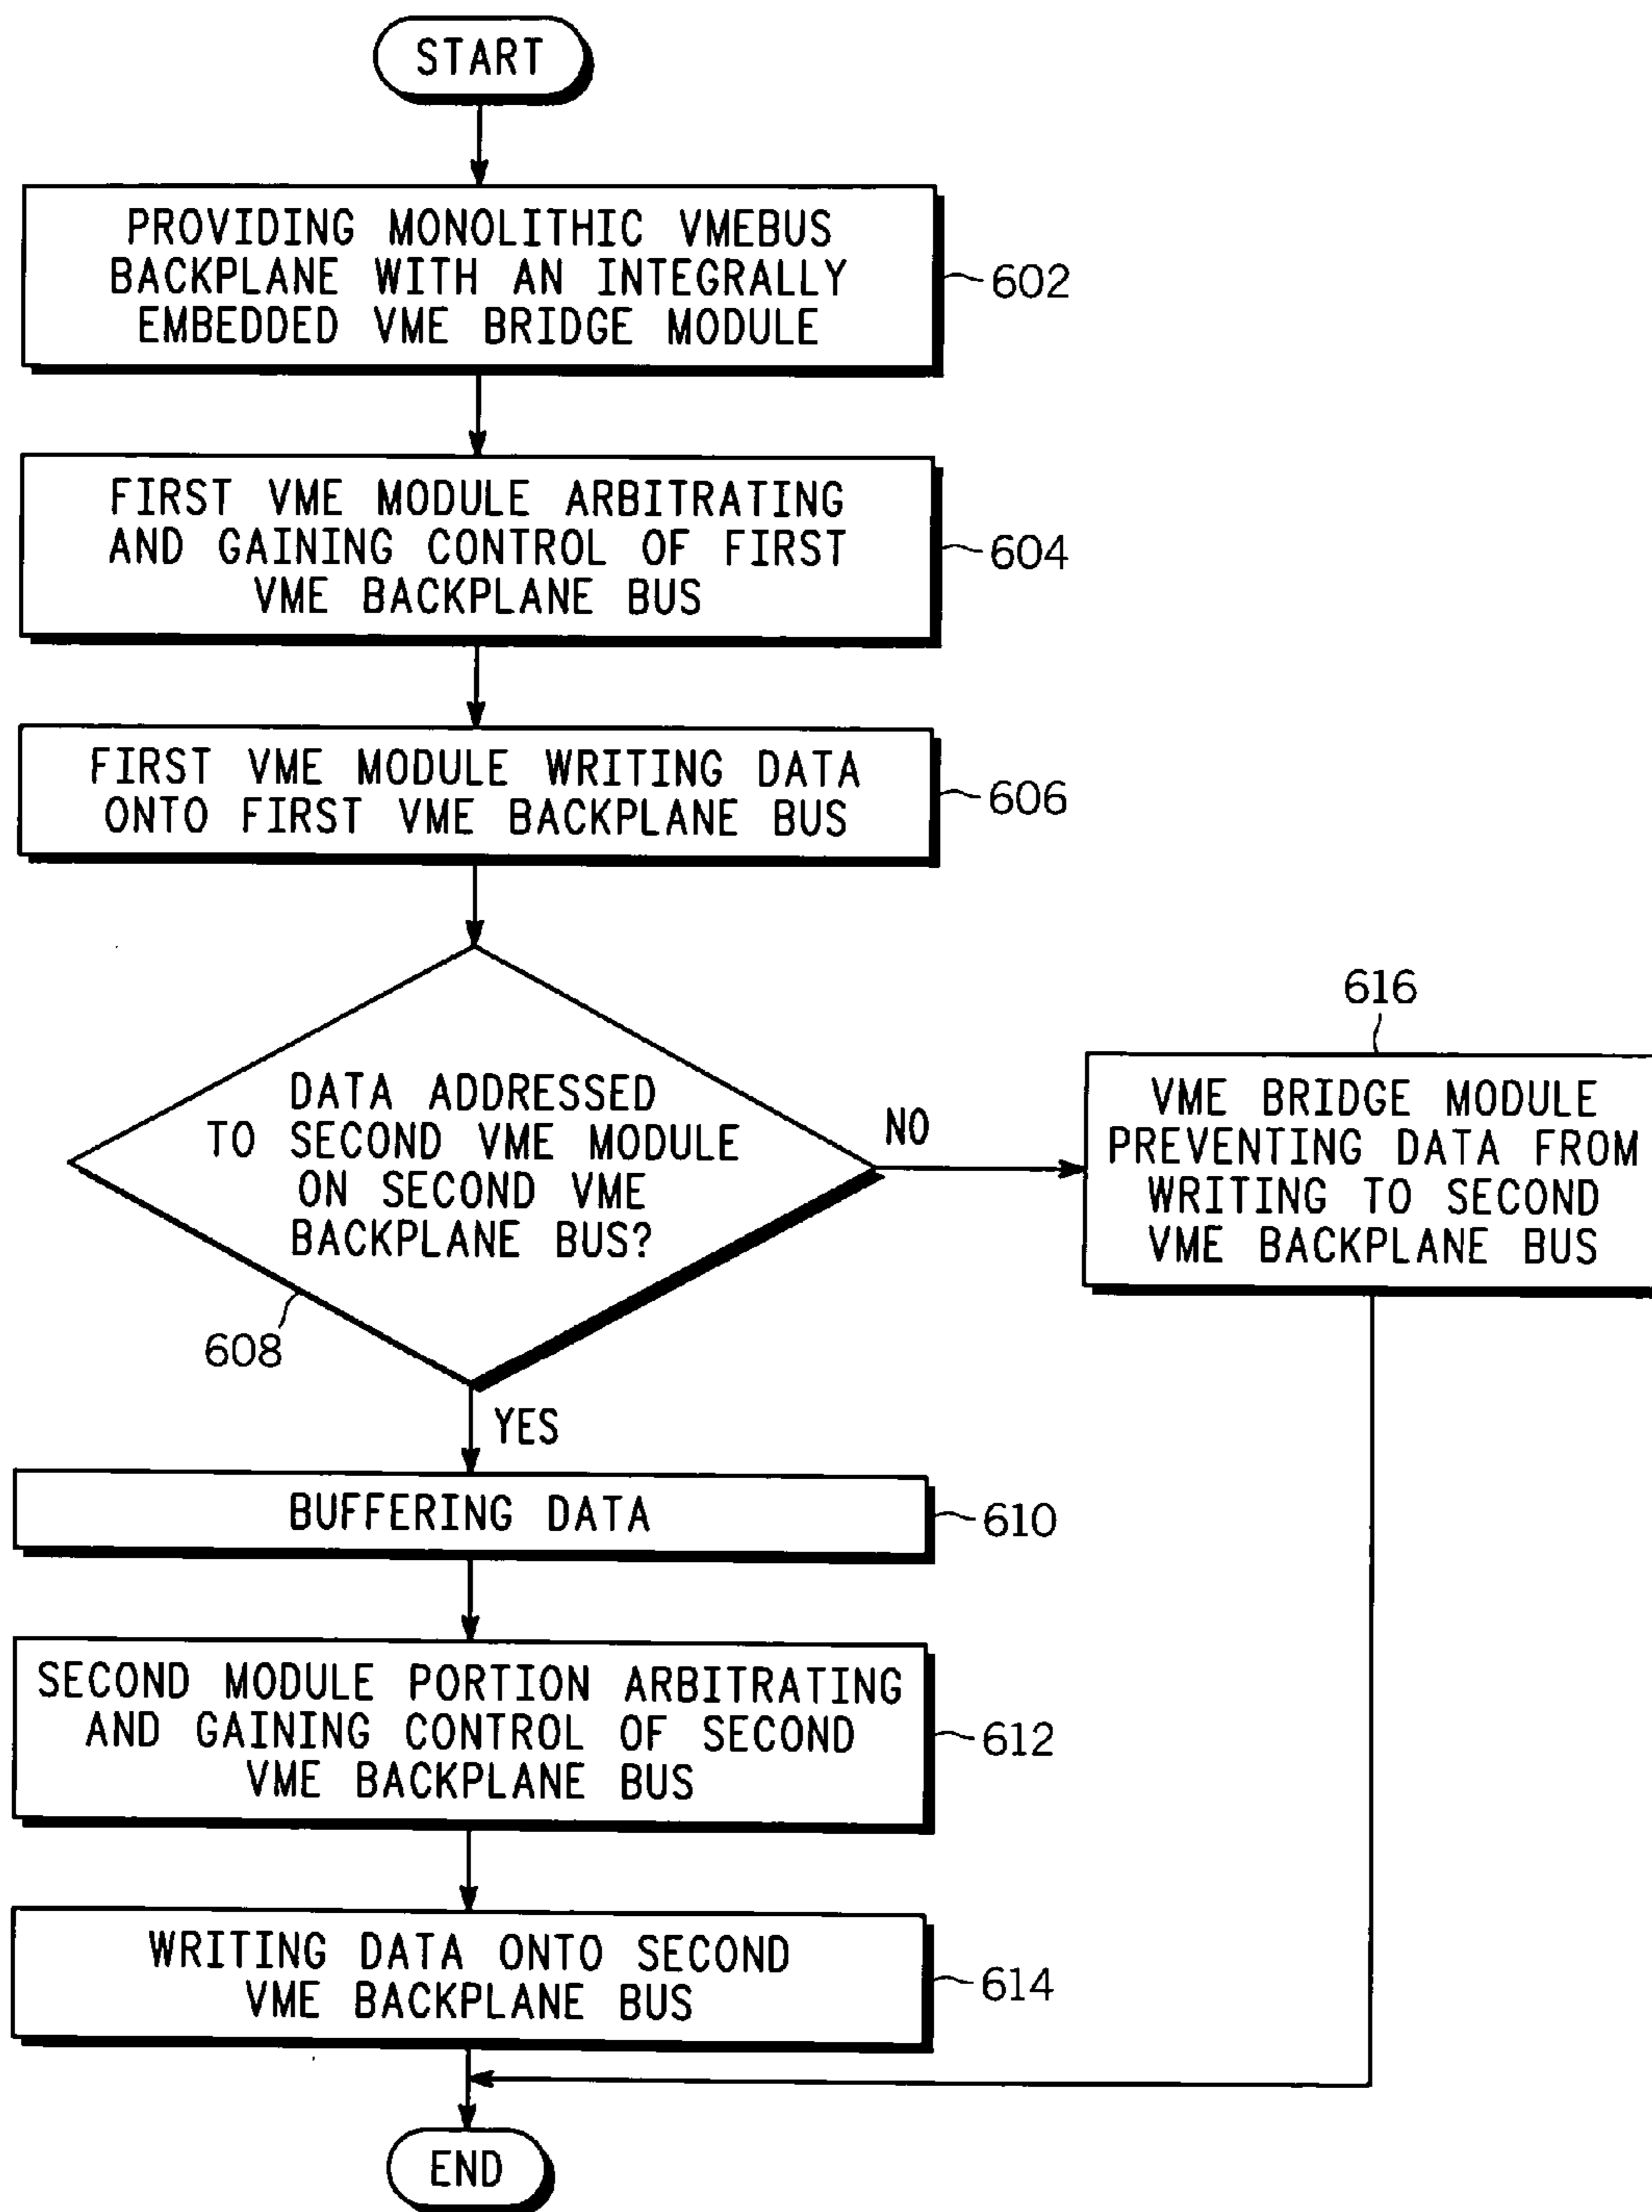 START
PROVIDING MONOLITHIC VMEBUS
BACKPLANE WITH AN INTEGRALLY
EMBEDDED VME BRIDGE MODULE
602
FIRST VME MODULE ARBITRATING
AND GAINING CONTROL OF FIRST
VME BACKPLANE BUS
604
FIRST VME MODULE WRITING DATA
ONTO FIRST VME BACKPLANE BUS
606
DATA ADDRESSED
TO SECOND VME MODULE
ON SECOND VME
BACKPLANE BUS?
608
NO
616
VME BRIDGE MODULE
PREVENTING DATA FROM
WRITING TO SECOND
VME BACKPLANE BUS
YES
BUFFERING DATA
610
SECOND MODULE PORTION ARBITRATING
AND GAINING CONTROL OF SECOND
VME BACKPLANE BUS
612
WRITING DATA ONTO SECOND
VME BACKPLANE BUS
614
END